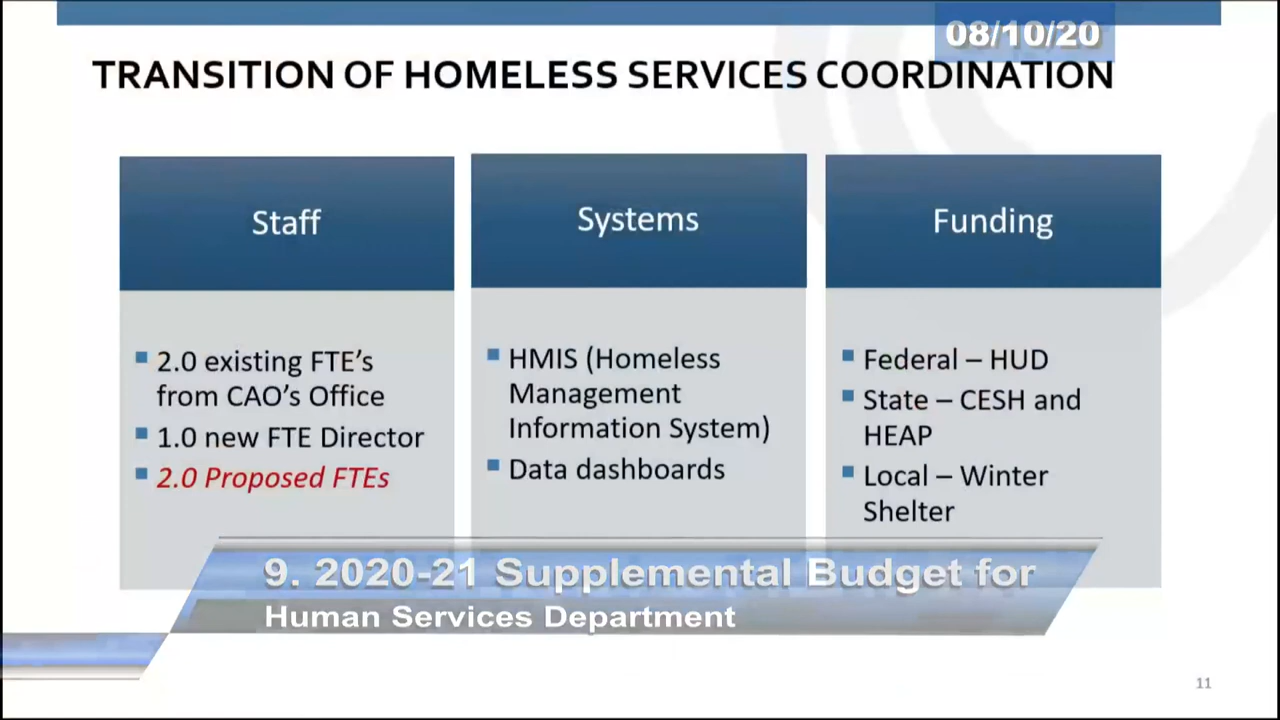 08/10/20
TRANSITION OF HOMELESS SERVICES COORDINATION
Staff
2.0 existing FTE's
from CAO's Office
1.0 new FTE Director
2.0 Proposed FTEs
Systems
HMIS (Homeless
Management
Information System)
Data dashboards
Funding
Federal – HUD
State – CESH and
HEAP
Local – Winter
Shelter
9. 2020-21 Supplemental Budget for
Human Services Department
11